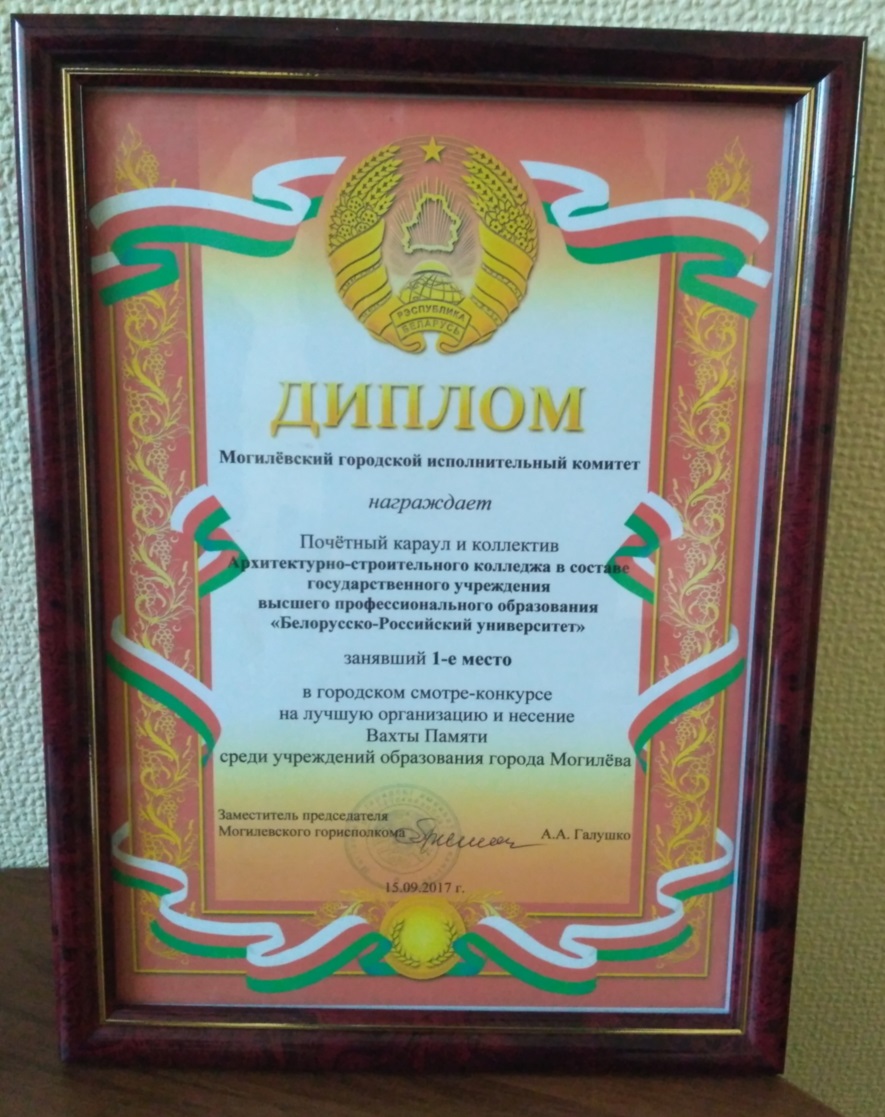 РЭСПУБЛІКА
БЕЛАРУСЬ
ДИПЛОМ
Могилёвский городской исполнительный комитет
награждает
Почётный караул и коллектив
Архитектурно-строительного колледжа в составе
государственного учреждения
высшего профессионального образования
«Белорусско-Российский университет»
занявший 1-е место
в городском смотре-конкурсе
на лучшую организацию и несение
Вахты Памяти
среди учреждений образования города Могилёва
Заместитель председателя
Могилевского горисполкома
А.А. Галушко
15.09.2017 г.